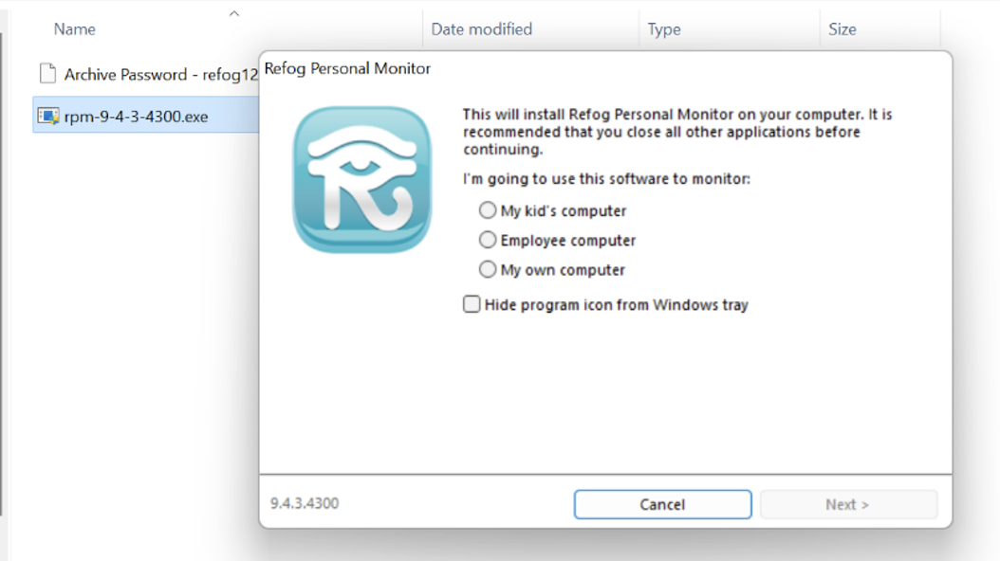 Name
Date modified
Type
Size
Archive Password - refog12
rpm-9-4-3-4300.exe
Refog Personal Monitor
This will install Refog Personal Monitor on your computer. It is
recommended that you close all other applications before
continuing.
I'm going to use this software to monitor:
My kid's computer
Employee computer
My own computer
Hide program icon from Windows tray
9.4.3.4300
Cancel
Next >